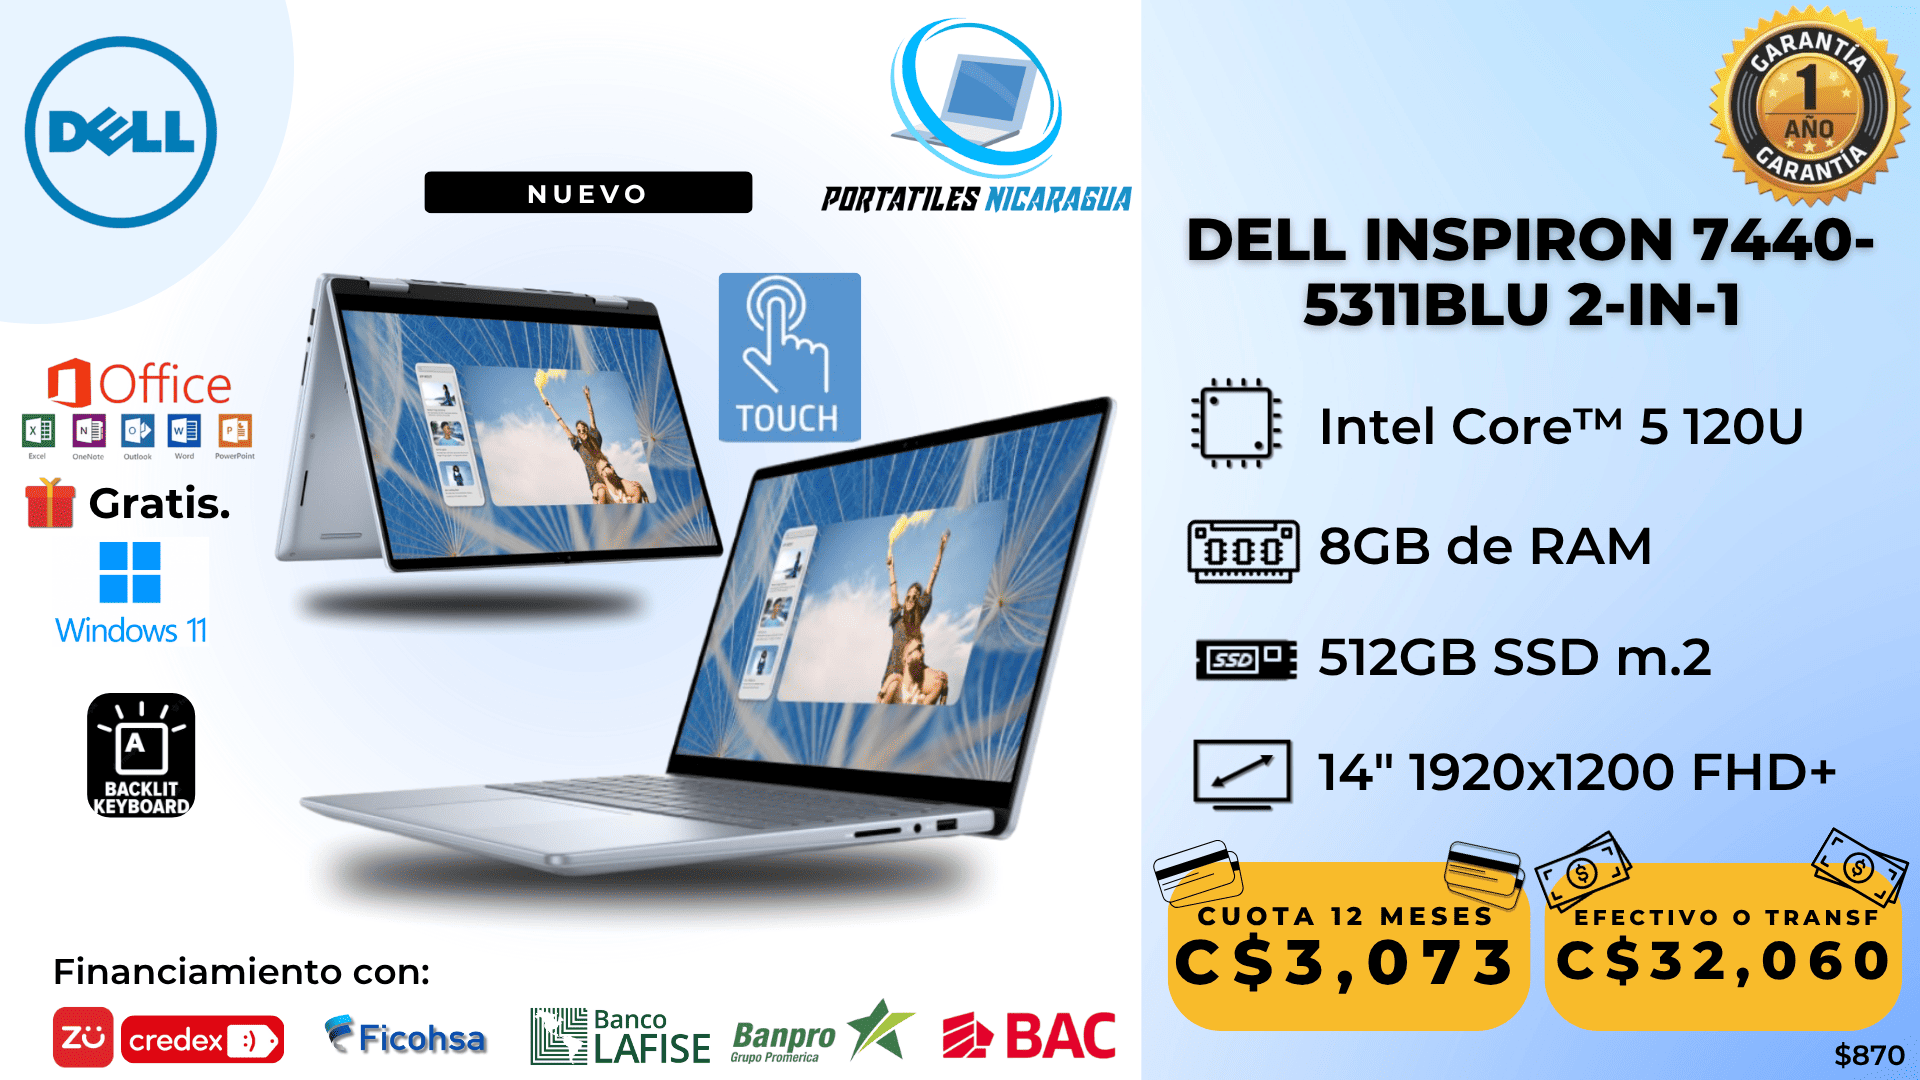 DELL
NUEVO
PORTATILES NICARAGUA
GARANTÍA
1
AÑO
GARANTÍA
DELL INSPIRON 7440-
5311BLU 2-IN-1
TOUCH
Office
Excel OneNote Outlook Word PowerPoint
Gratis.
Windows 11
A
BACKLIT
KEYBOARD
Intel Core™ 5 120U
8GB de RAM
SSD
512GB SSD m.2
14" 1920x1200 FHD+
CUOTA 12 MESES
C$3,073
EFECTIVO O TRANSF
C$32,060
$870
Financiamiento con:
zü
credex :)
Ficohsa
Banco
LAFISE
Banpro
Grupo Promerica
BAC